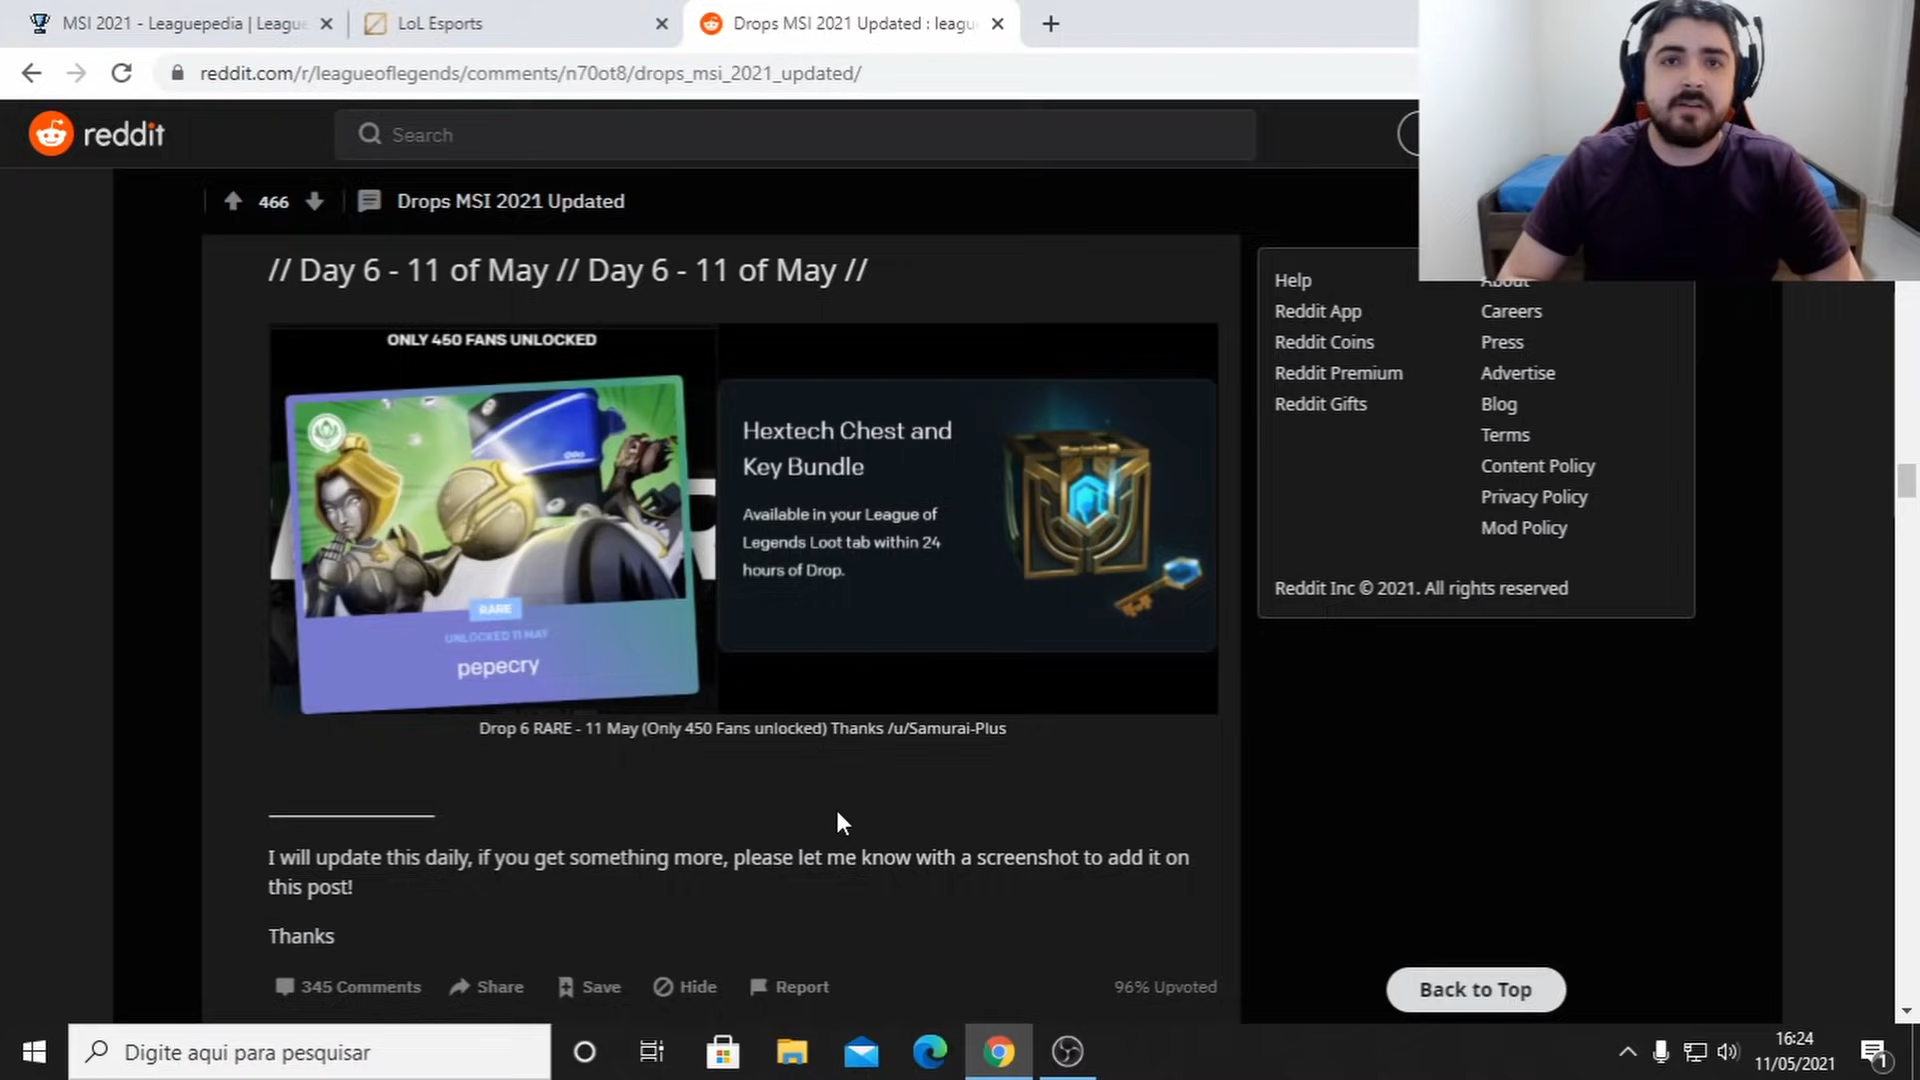 MSI 2021 - Leaguepedia | League
LoL Esports
Drops MSI 2021 Updated : leagu
reddit.com/r/leagueoflegends/comments/n70ot8/drops_msi_2021_updated/
reddit
Search
466
Drops MSI 2021 Updated
// Day 6 - 11 of May // Day 6 - 11 of May //
ONLY 450 FANS UNLOCKED
RARE
UNLOCKED 11 MAY
pepecry
Hextech Chest and
Key Bundle
Available in your League of
Legends Loot tab within 24
hours of Drop.
Drop 6 RARE - 11 May (Only 450 Fans unlocked) Thanks /u/Samurai-Plus
I will update this daily, if you get something more, please let me know with a screenshot to add it on
this post!
Thanks
345 Comments
Share
Save
Hide
Report
96% Upvoted
Help
Reddit App
Reddit Coins
Reddit Premium
Reddit Gifts
About
Careers
Press
Advertise
Blog
Terms
Content Policy
Privacy Policy
Mod Policy
Reddit Inc © 2021. All rights reserved
Back to Top
Digite aqui para pesquisar
16:24
11/05/2021
1